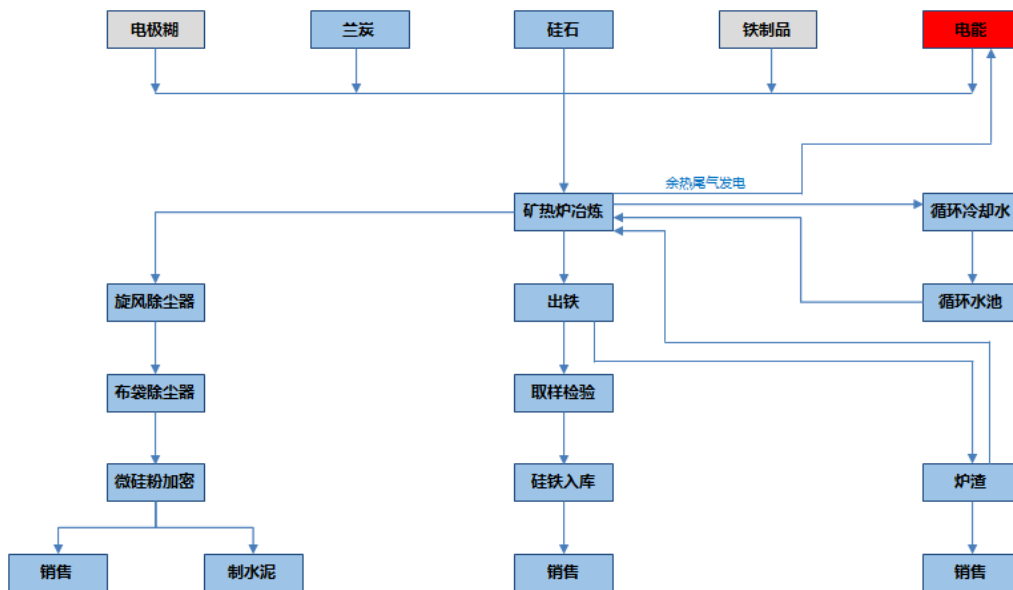 电极糊
兰炭
硅石
铁制品
电能
余热尾气发电
矿热炉冶炼
循环冷却水
旋风除尘器
出铁
循环水池
布袋除尘器
取样检验
微硅粉加密
硅铁入库
炉渣
销售
制水泥
销售
销售